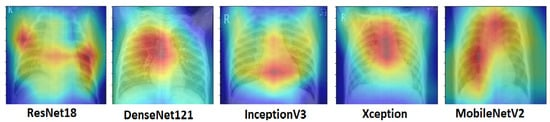 R
R
ResNet18
DenseNet121
InceptionV3
Xception
MobileNetV2